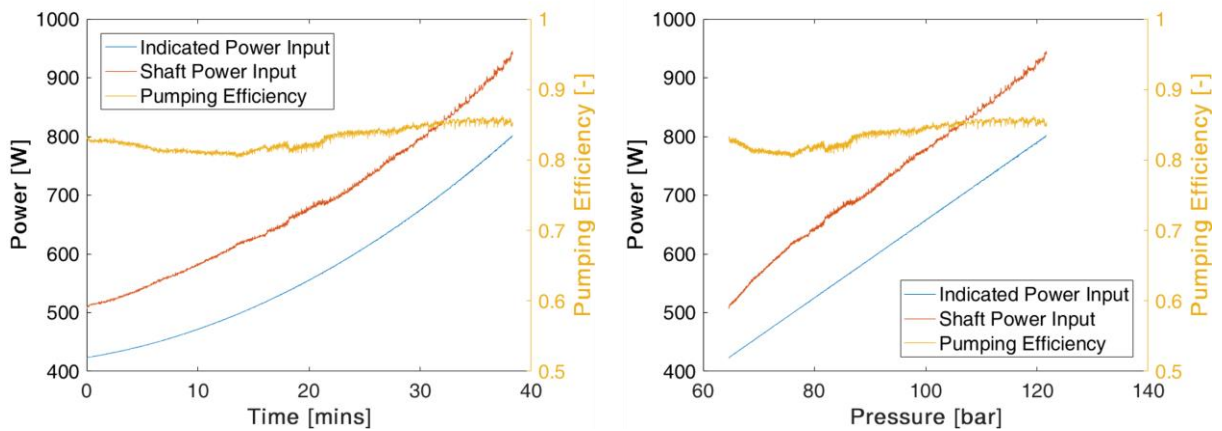 1000
900
800
700
600
500
400
Power [W]
Indicated Power Input
Shaft Power Input
Pumping Efficiency
1
0.9
0.8
0.7
0.6
0.5
Pumping Efficiency [-]
0 10 20 30 40
Time [mins]
1000
900
800
700
600
500
400
Power [W]
Indicated Power Input
Shaft Power Input
Pumping Efficiency
1
0.9
0.8
0.7
0.6
0.5
Pumping Efficiency [-]
60 80 100 120 140
Pressure [bar]